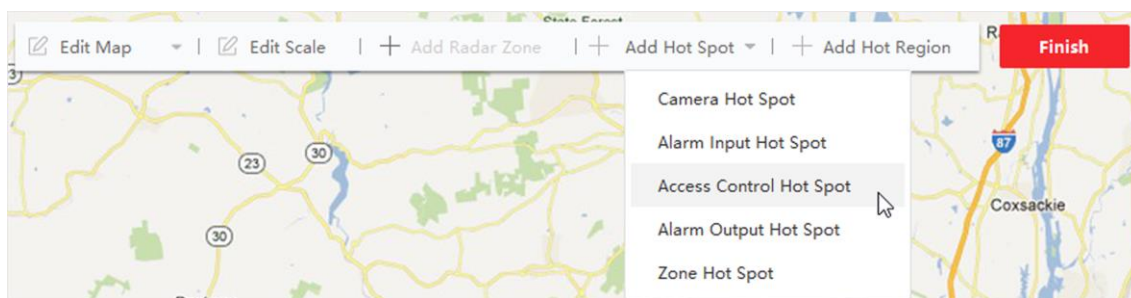 State Forest
Edit Map
Edit Scale
Add Radar Zone
Add Hot Spot
Add Hot Region
Finish
3
Camera Hot Spot
Alarm Input Hot Spot
Access Control Hot Spot
Alarm Output Hot Spot
Zone Hot Spot
23
30
30
87
Coxsackie